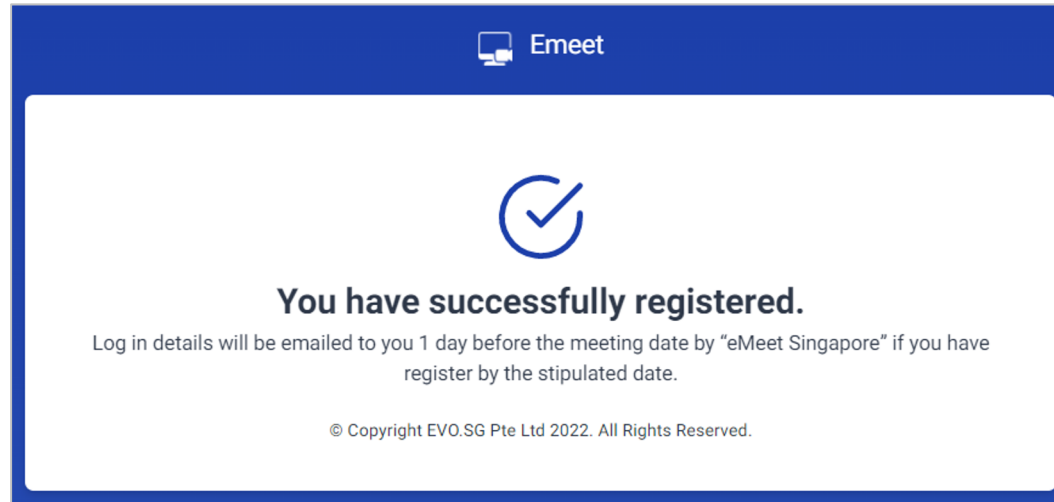 Emeet
You have successfully registered.
Log in details will be emailed to you 1 day before the meeting date by “eMeet Singapore” if you have
register by the stipulated date.
© Copyright EVO.SG Pte Ltd 2022. All Rights Reserved.